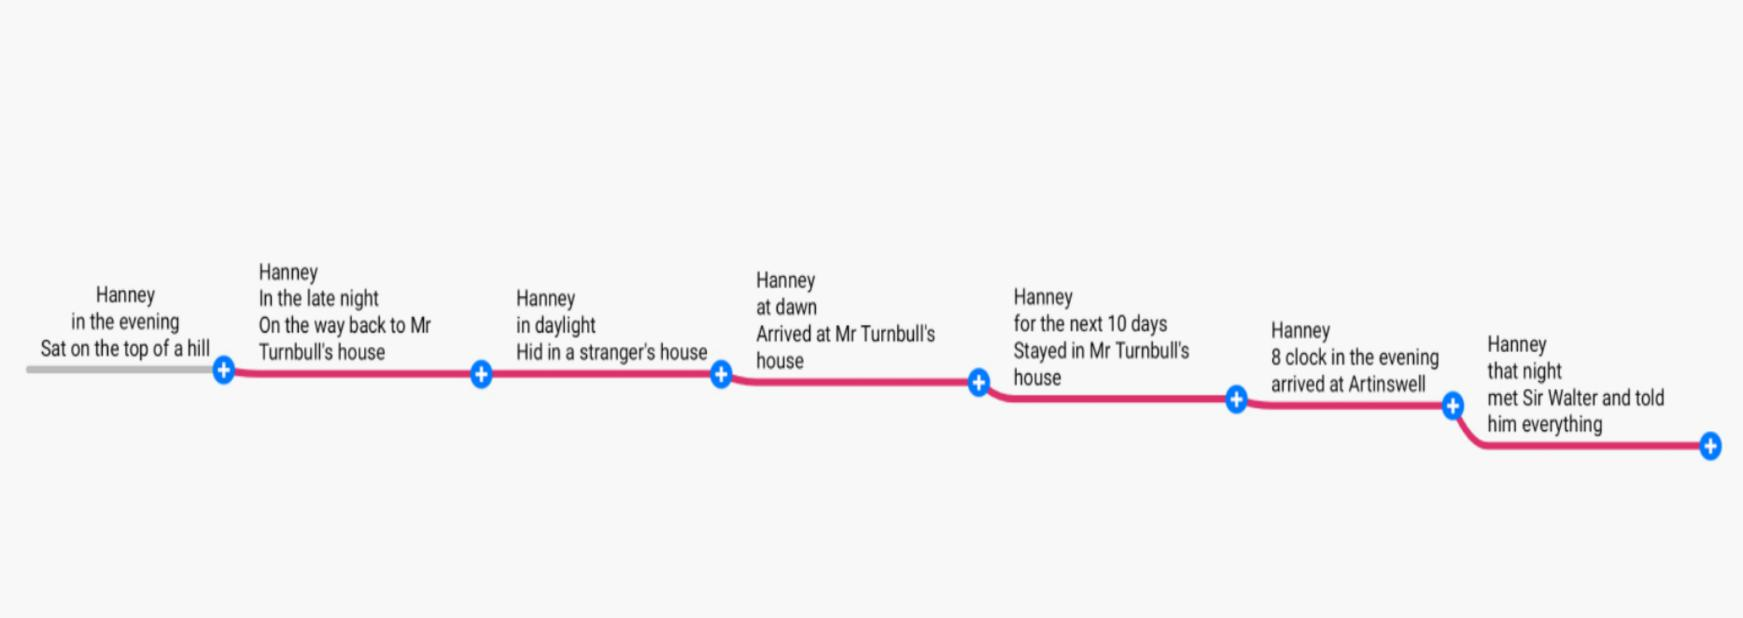 Hanney
in the evening
Sat on the top of a hill
Hanney
In the late night
On the way back to Mr
Turnbull's house
Hanney
in daylight
Hid in a stranger's house
Hanney
at dawn
Arrived at Mr Turnbull's
house
Hanney
for the next 10 days
Stayed in Mr Turnbull's
house
Hanney
8 clock in the evening
arrived at Artinswell
Hanney
that night
met Sir Walter and told
him everything